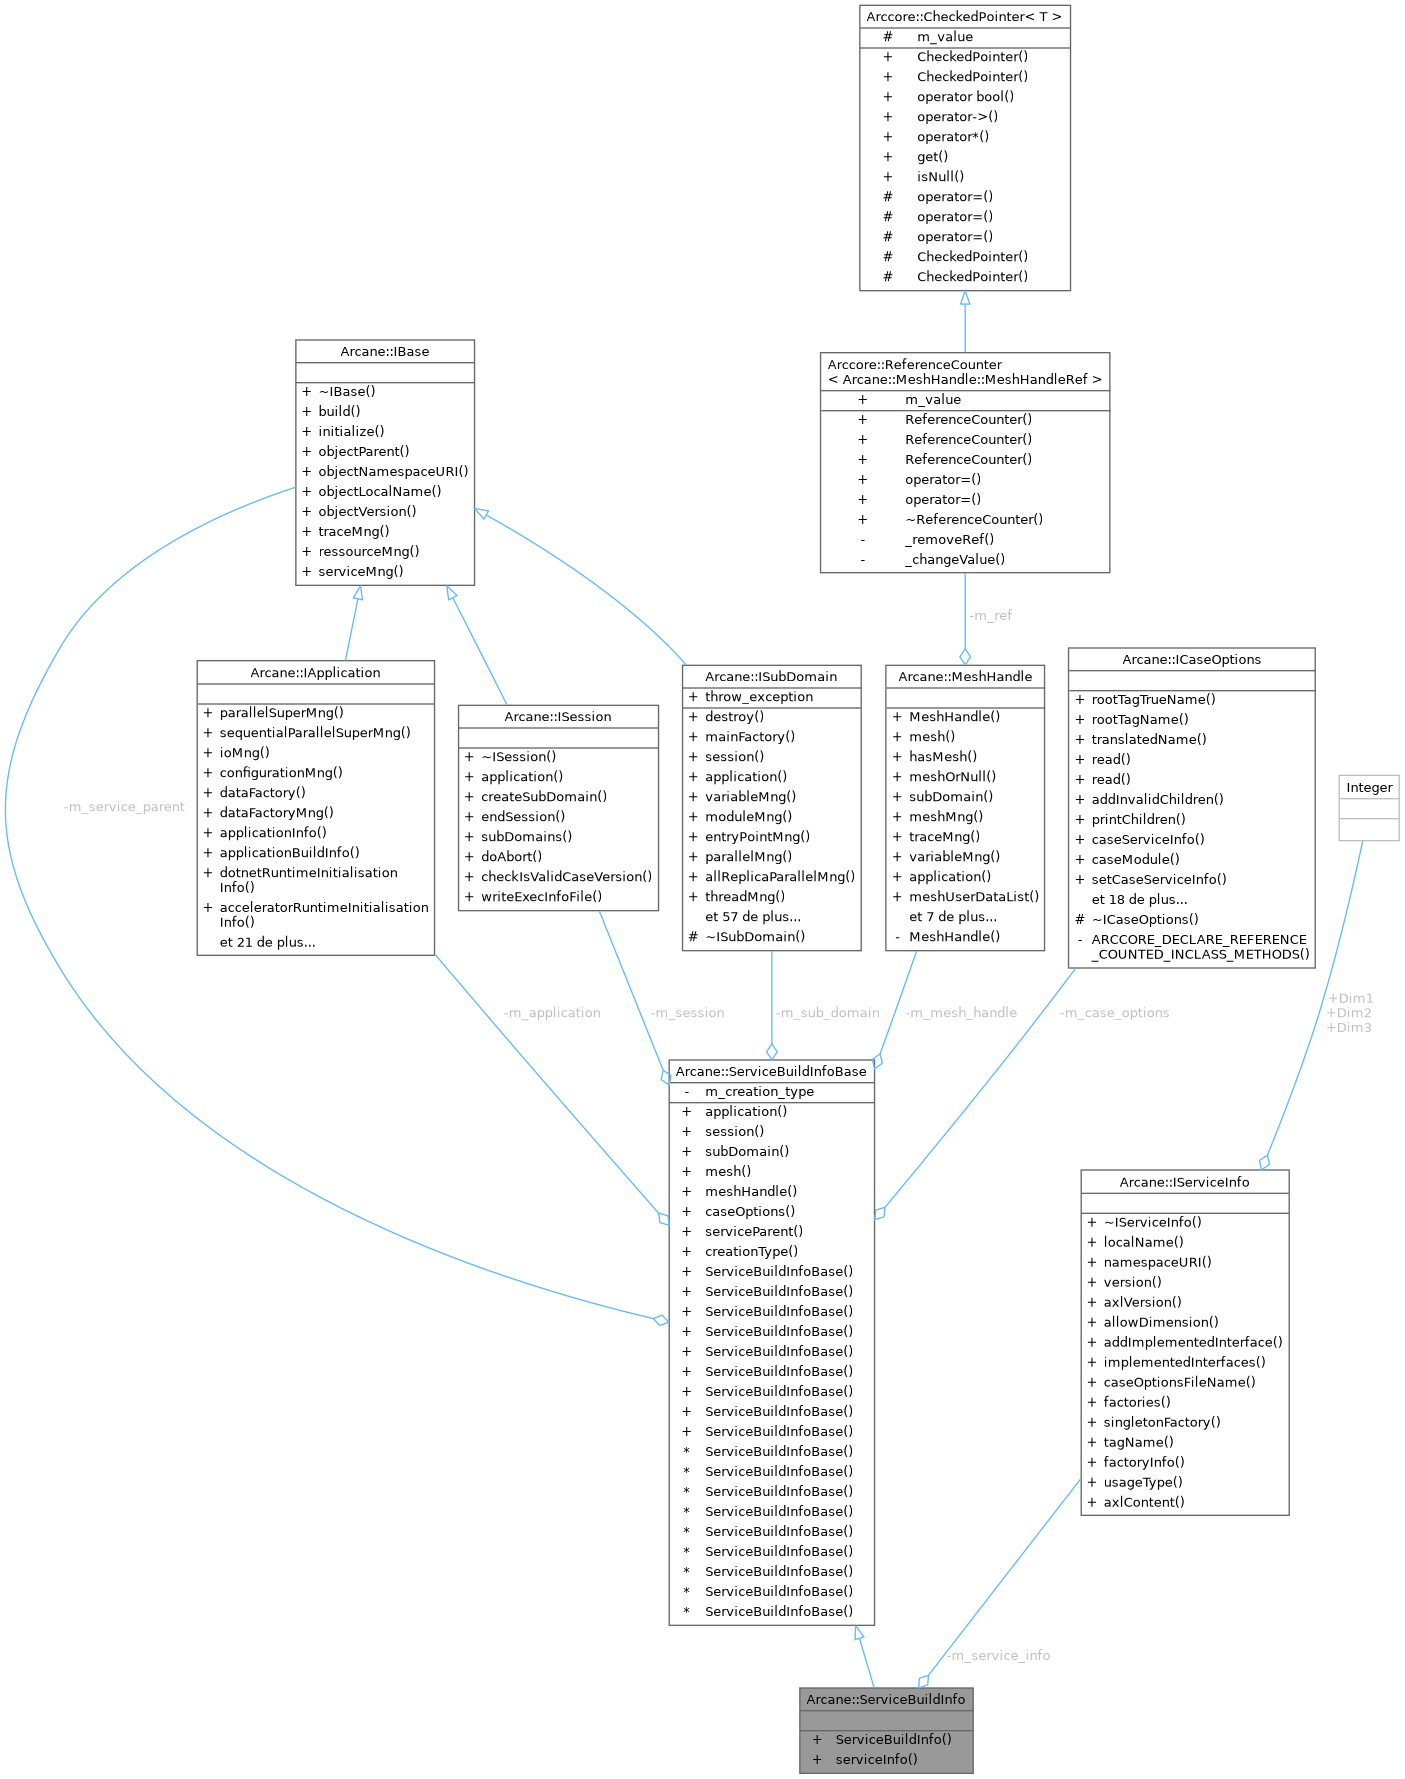 Arccore::CheckedPointer< T >
# m_value
+ CheckedPointer()
+ CheckedPointer()
+ operator bool()
+ operator->()
+ operator*()
+ get()
+ isNull()
# operator=()
# operator=()
# operator=()
# CheckedPointer()
# CheckedPointer()
Arcane::IBase
+ ~IBase()
+ build()
+ initialize()
+ objectParent()
+ objectNamespaceURI()
+ objectLocalName()
+ objectVersion()
+ traceMng()
+ ressourceMng()
+ serviceMng()
Arccore::ReferenceCounter
< Arcane::MeshHandle::MeshHandleRef >
+ m_value
+ ReferenceCounter()
+ ReferenceCounter()
+ ReferenceCounter()
+ operator=()
+ operator=()
+ ~ReferenceCounter()
- _removeRef()
- _changeValue()
-m_ref
-m_service_parent
Arcane::IApplication
+ parallelSuperMng()
+ sequentialParallelSuperMng()
+ ioMng()
+ configurationMng()
+ dataFactory()
+ dataFactoryMng()
+ applicationInfo()
+ applicationBuildInfo()
+ dotnetRuntimeInitialisation
Info()
+ acceleratorRuntimeInitialisation
Info()
et 21 de plus...
Arcane::ISession
+ ~ISession()
+ application()
+ createSubDomain()
+ endSession()
+ subDomains()
+ doAbort()
+ checkIsValidCaseVersion()
+ writeExecInfoFile()
Arcane::ISubDomain
+ throw_exception
+ destroy()
+ mainFactory()
+ session()
+ application()
+ variableMng()
+ moduleMng()
+ entryPointMng()
+ parallelMng()
+ allReplicaParallelMng()
+ threadMng()
et 57 de plus...
# ~ISubDomain()
Arcane::MeshHandle
+ MeshHandle()
+ mesh()
+ hasMesh()
+ meshOrNull()
+ subDomain()
+ meshMng()
+ traceMng()
+ variableMng()
+ application()
+ meshUserDataList()
et 7 de plus...
- MeshHandle()
Arcane::ICaseOptions
+ rootTagTrueName()
+ rootTagName()
+ translatedName()
+ read()
+ read()
+ addInvalidChildren()
+ printChildren()
+ caseServiceInfo()
+ caseModule()
+ setCaseServiceInfo()
et 18 de plus...
# ~ICaseOptions()
- ARCCORE_DECLARE_REFERENCE
_COUNTED_INCLASS_METHODS()
Integer
-m_application
-m_session
-m_sub_domain
-m_mesh_handle
-m_case_options
+Dim1
+Dim2
+Dim3
Arcane::ServiceBuildInfoBase
- m_creation_type
+ application()
+ session()
+ subDomain()
+ mesh()
+ meshHandle()
+ caseOptions()
+ serviceParent()
+ creationType()
+ ServiceBuildInfoBase()
+ ServiceBuildInfoBase()
+ ServiceBuildInfoBase()
+ ServiceBuildInfoBase()
+ ServiceBuildInfoBase()
+ ServiceBuildInfoBase()
+ ServiceBuildInfoBase()
+ ServiceBuildInfoBase()
+ ServiceBuildInfoBase()
* ServiceBuildInfoBase()
* ServiceBuildInfoBase()
* ServiceBuildInfoBase()
* ServiceBuildInfoBase()
* ServiceBuildInfoBase()
* ServiceBuildInfoBase()
* ServiceBuildInfoBase()
* ServiceBuildInfoBase()
* ServiceBuildInfoBase()
Arcane::IServiceInfo
+ ~IServiceInfo()
+ localName()
+ namespaceURI()
+ version()
+ axlVersion()
+ allowDimension()
+ addImplementedInterface()
+ implementedInterfaces()
+ caseOptionsFileName()
+ factories()
+ singletonFactory()
+ tagName()
+ factoryInfo()
+ usageType()
+ axlContent()
-m_service_info
Arcane::ServiceBuildInfo
+ ServiceBuildInfo()
+ serviceInfo()